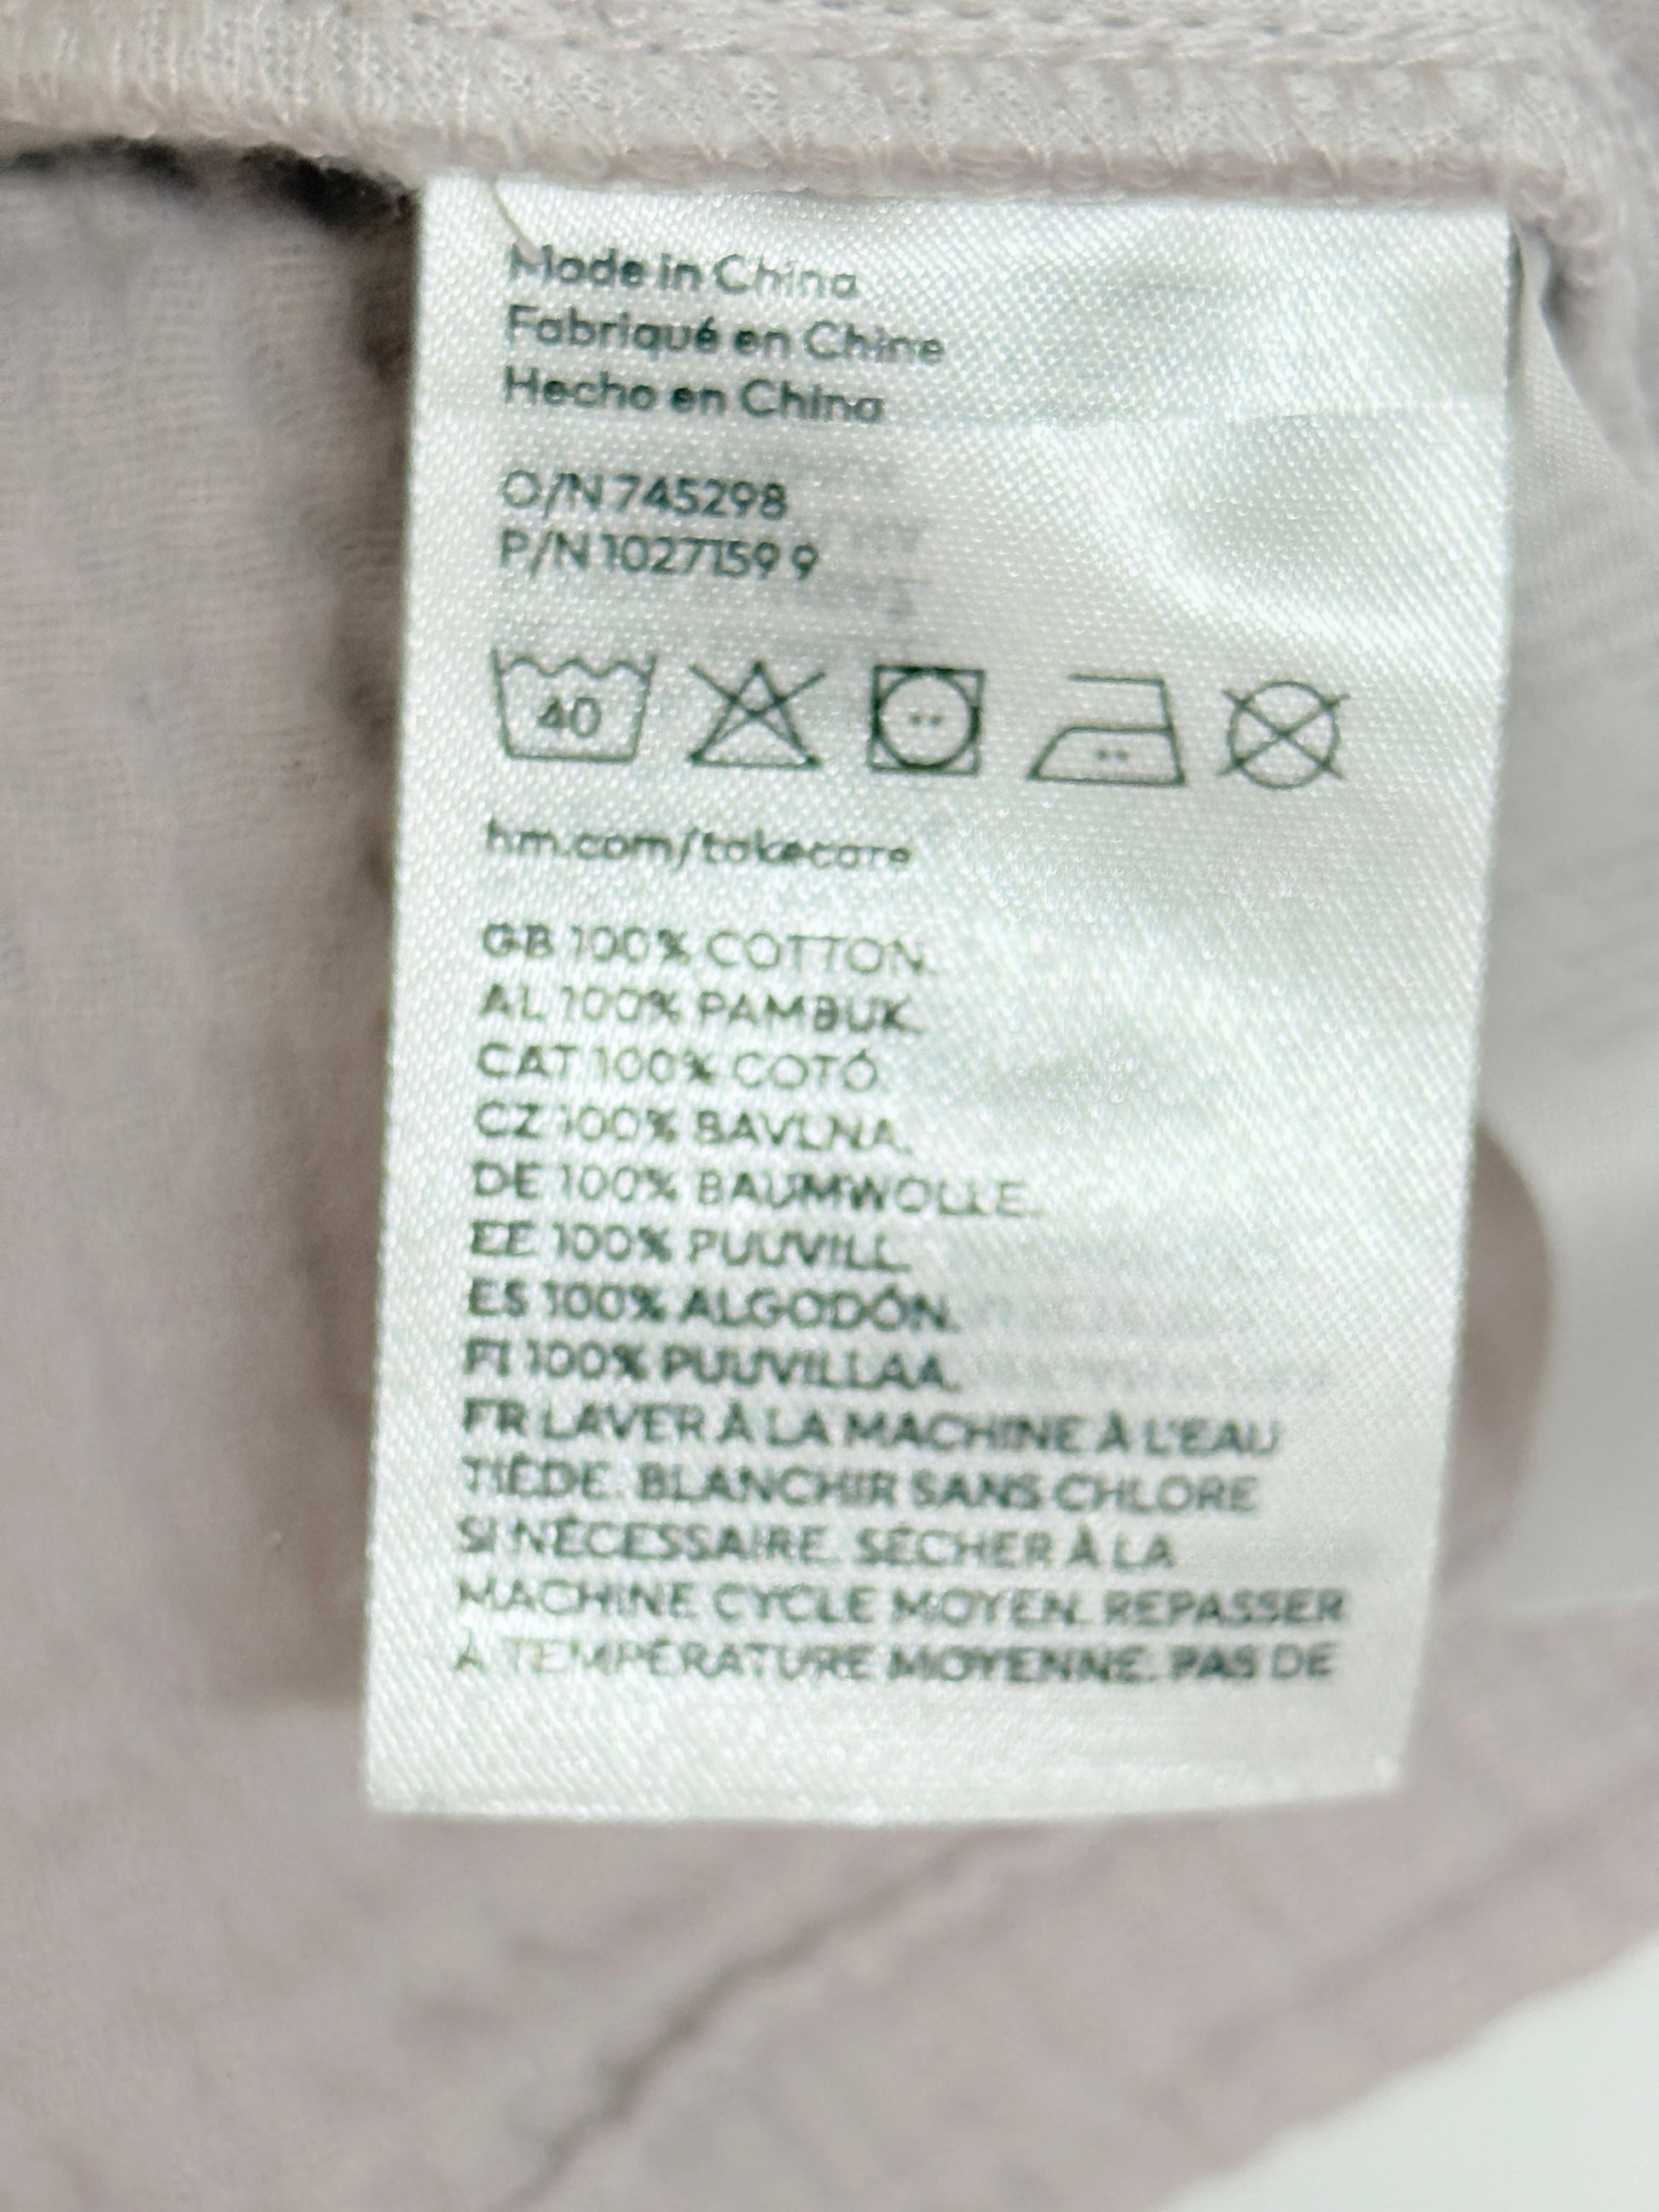 Made in China
Fabriqué en Chine
Hecho en China
O/N 745298
P/N 10271599
40
hm.com/takecare
GB 100% COTTON.
AL 100% PAMBUK.
CAT 100% COTÓ.
CZ 100% BAVLNA.
DE 100% BAUMWOLLE.
EE 100% PUUVILL.
ES 100% ALGODÓN.
FI 100% PUUVILLAA.
FR LAVER À LA MACHINE À L'EAU
TIÈDE. BLANCHIR SANS CHLORE
SI NÉCESSAIRE. SÉCHER À LA
MACHINE CYCLE MOYEN. REPASSER
À TEMPÉRATURE MOYENNE. PAS DE